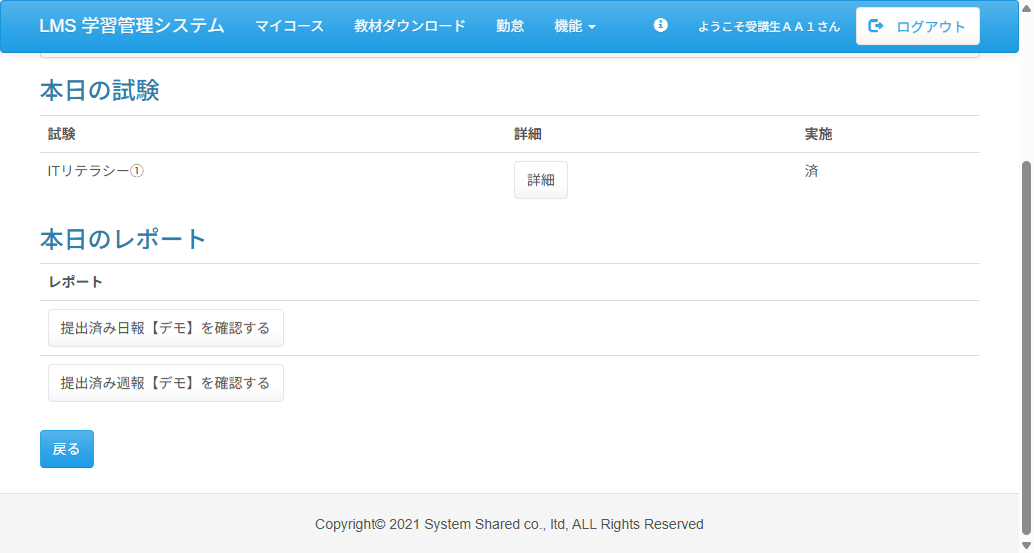 LMS 学習管理システム マイコース 教材ダウンロード 勤怠 機能 ようこそ受講生ＡＡ１さん ログアウト
本日の試験
試験 詳細 実施
ITリテラシー① 詳細 済
本日のレポート
レポート
提出済み日報【デモ】を確認する
提出済み週報【デモ】を確認する
戻る
Copyright© 2021 System Shared co., ltd, ALL Rights Reserved